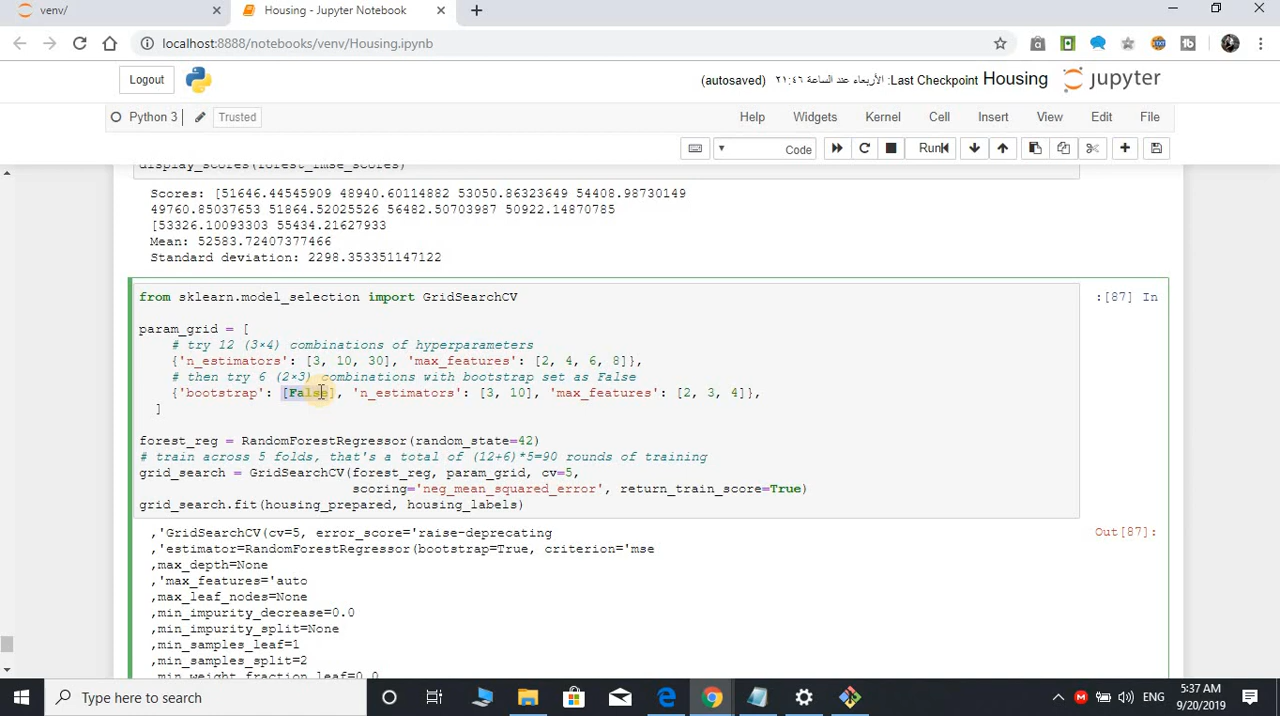 venv/
Housing - Jupyter Notebook
localhost:8888/notebooks/venv/Housing.ipynb
Logout
(autosaved) الأربعاء عند الساعة ٢١:٤٦ :Last Checkpoint Housing
jupyter
Python 3
Trusted
Help
Widgets
Kernel
Cell
Insert
View
Edit
File
Code
Run
display_scores(forest_rmse_scores)
Scores: [51646.44545909 48940.60114882 53050.86323649 54408.98730149
49760.85037653 51864.52025526 56482.50703987 50922.14870785
[53326.10093303 55434.21627933
Mean: 52583.72407377466
Standard deviation: 2298.353351147122
from sklearn.model_selection import GridSearchCV
:[87] In
param_grid = [
# try 12 (3×4) combinations of hyperparameters
{'n_estimators': [3, 10, 30], 'max_features': [2, 4, 6, 8]},
# then try 6 (2×3) combinations with bootstrap set as False
{'bootstrap': [False], 'n_estimators': [3, 10], 'max_features': [2, 3, 4]},
]
forest_reg = RandomForestRegressor(random_state=42)
# train across 5 folds, that's a total of (12+6)*5=90 rounds of training
grid_search = GridSearchCV(forest_reg, param_grid, cv=5,
scoring='neg_mean_squared_error', return_train_score=True)
grid_search.fit(housing_prepared, housing_labels)
,'GridSearchCV(cv=5, error_score='raise-deprecating
Out[87]:
,'estimator=RandomForestRegressor(bootstrap=True, criterion='mse
,max_depth=None
,'max_features='auto
,max_leaf_nodes=None
,min_impurity_decrease=0.0
,min_impurity_split=None
,min_samples_leaf=1
,min_samples_split=2
,min_weight_fraction_leaf=0.0
Type here to search
ENG
5:37 AM
9/20/2019